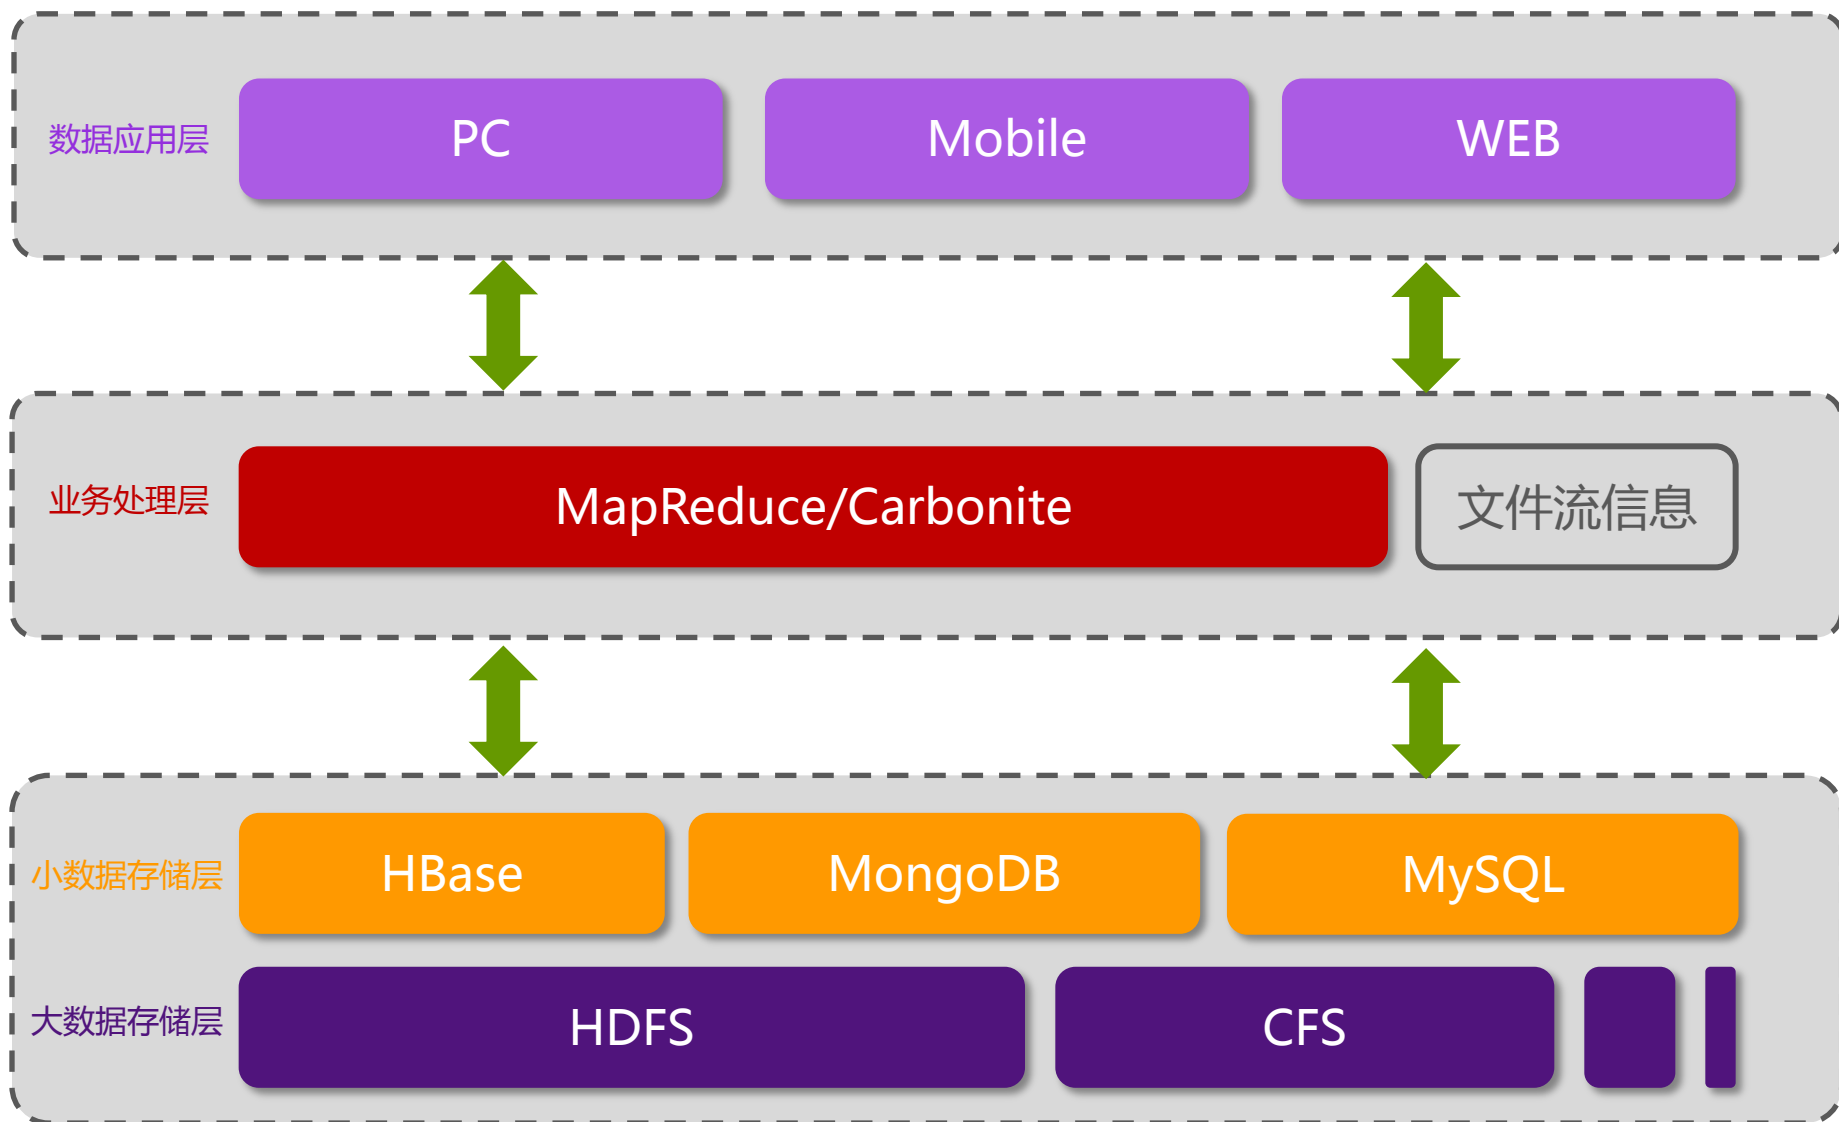 数据应用层
PC
Mobile
WEB
业务处理层
MapReduce/Carbonite
文件流信息
小数据存储层
HBase
MongoDB
MySQL
大数据存储层
HDFS
CFS